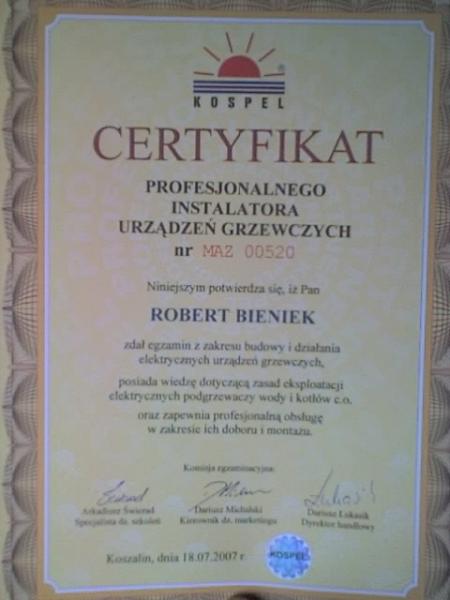 KOSPEL
CERTYFIKAT
PROFESJONALNEGO
INSTALATORA
URZĄDZEŃ GRZEWCZYCH
nr MAZ 00520
Niniejszym potwierdza się, iż Pan
ROBERT BIENIEK
zdał egzamin z zakresu budowy i działania
elektrycznych urządzeń grzewczych,
posiada wiedzę dotyczącą zasad eksploatacji
elektrycznych podgrzewaczy wody i kotłów c.o.
oraz zapewnia profesjonalną obsługę
w zakresie ich doboru i montażu.
Komisja egzaminacyjna:
Arkadiusz Świerad Dariusz Michalski Dariusz Łukasik
Specjalista ds. szkoleń Kierownik dz. marketingu Dyrektor handlowy
Koszalin, dnia 18.07.2007 r.
KOSPEL